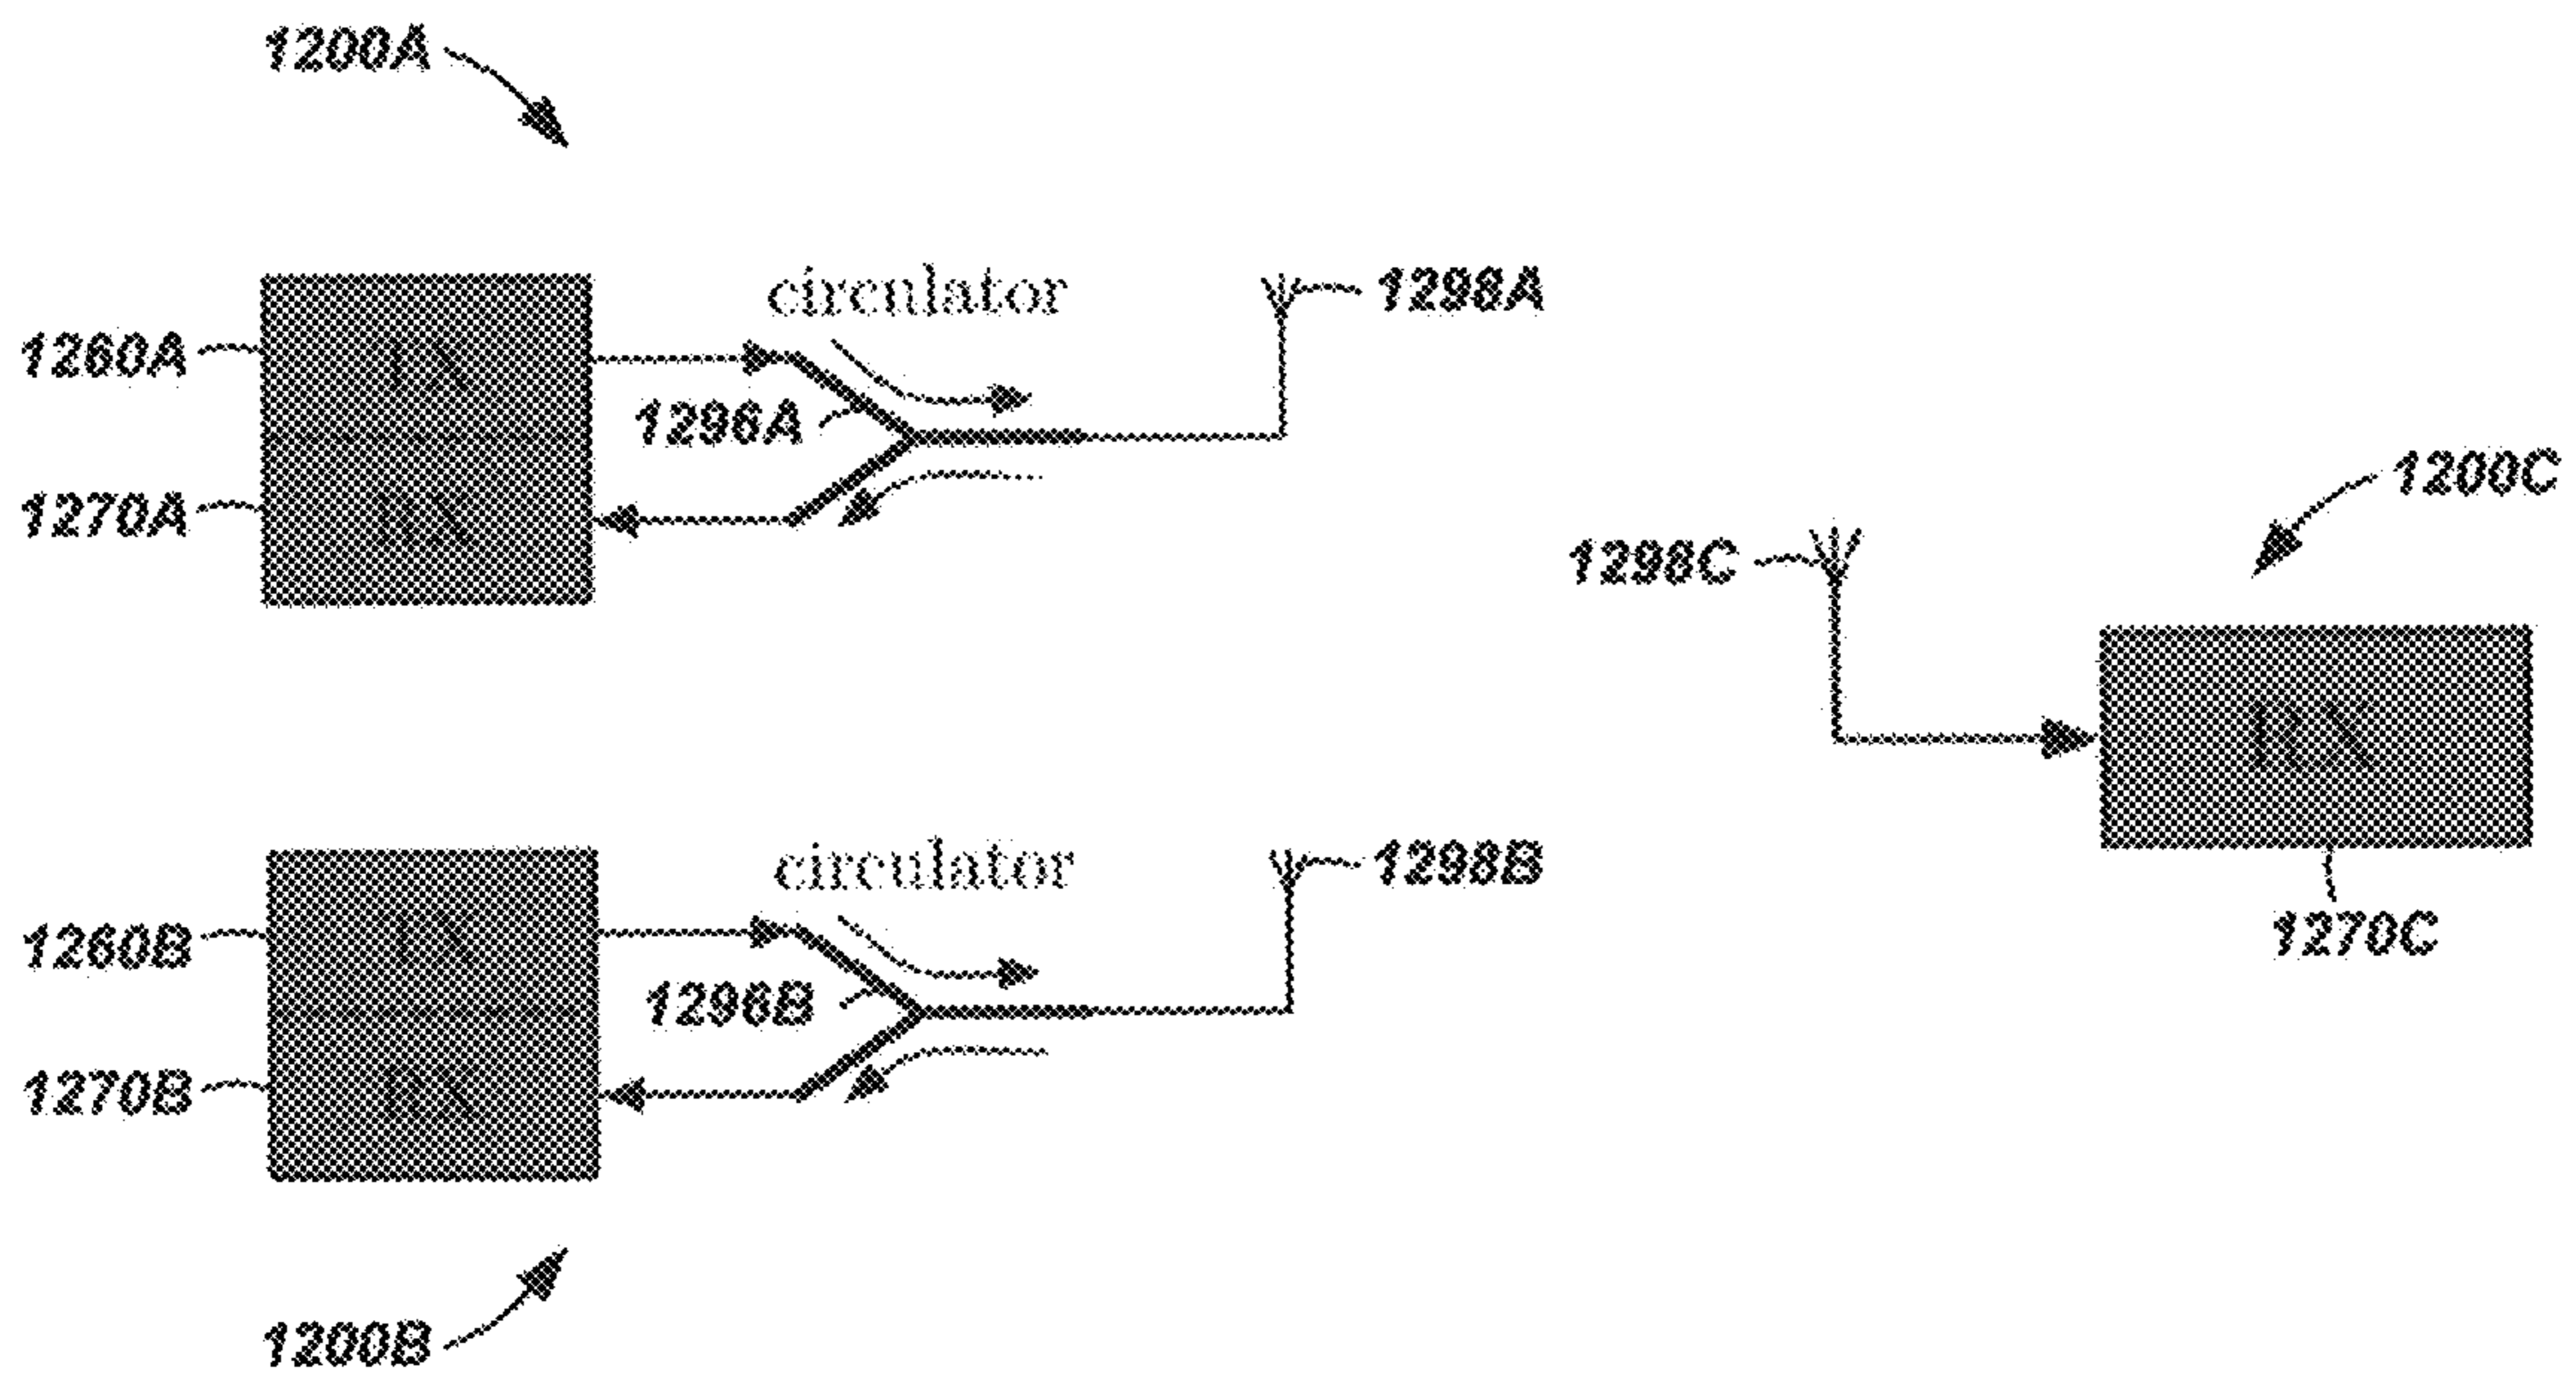 1200A
circulator
1298A
1260A
TX
1296A
1200C
1270A
RX
1298C
RX
circulator
1298B
1260B
TX
1270C
1296B
1270B
RX
1200B